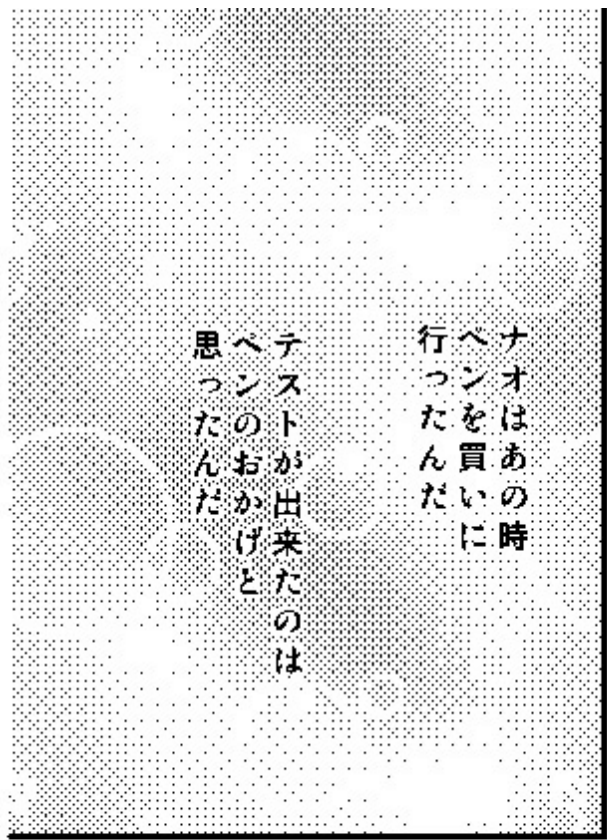 ナオはあの時
ペンを買いに
行ったんだ
テストが出来たのは
ペンのおかげと
思ったんだ